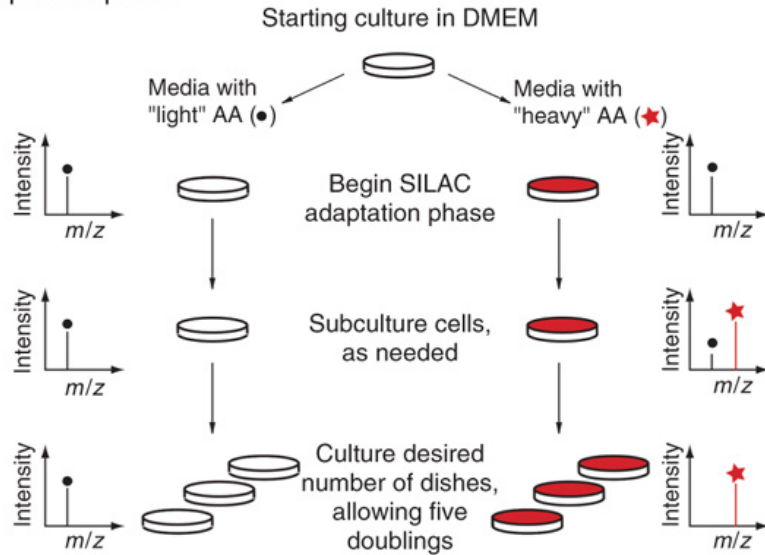 Starting culture in DMEM
Media with
"light" AA (●)
Media with
"heavy" AA (★)
Intensity
m/z
Begin SILAC
adaptation phase
Intensity
m/z
Intensity
m/z
Subculture cells,
as needed
Intensity
m/z
Intensity
m/z
Culture desired
number of dishes,
allowing five
doublings
Intensity
m/z